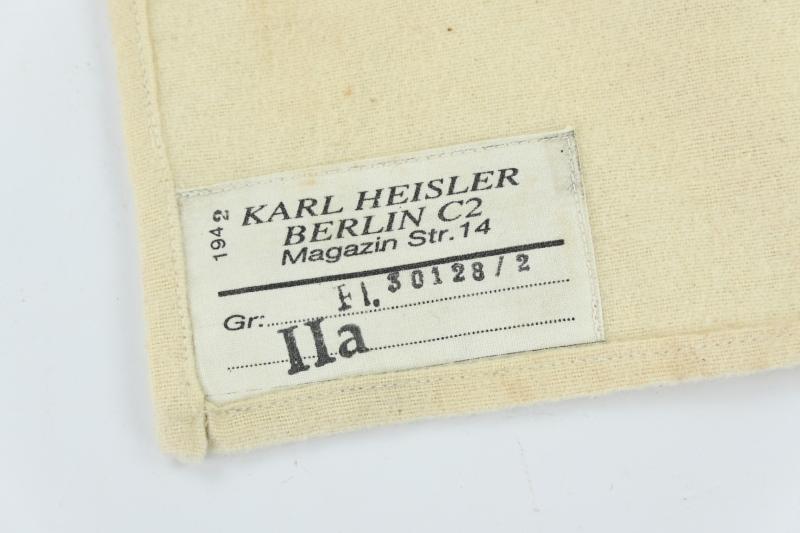 1942
KARL HEISLER
BERLIN C2
Magazin Str.14
Fl. 30128/2
Gr:
IIa